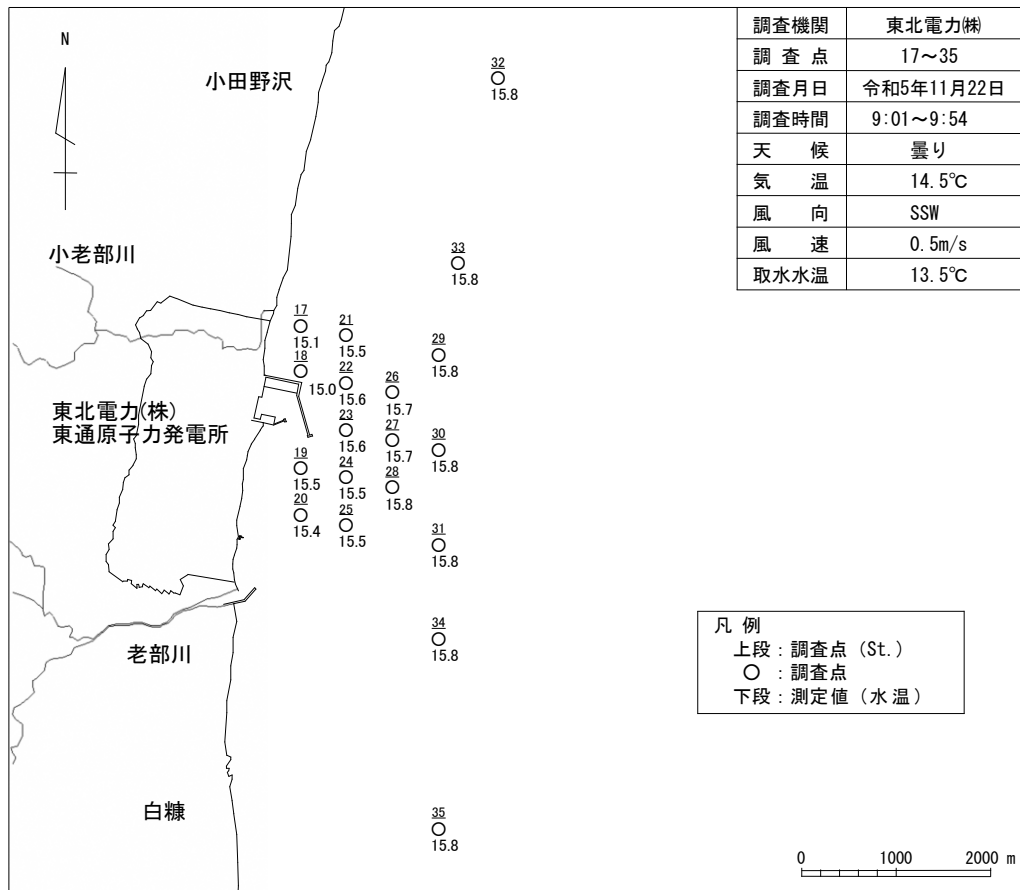 N
小田野沢
小老部川
東北電力(株)
東通原子力発電所
老部川
白糠
32
15.8
33
15.8
17
15.1
21
15.5
29
15.8
18
15.0
22
15.6
26
15.7
23
15.6
27
15.7
30
15.8
19
15.5
24
15.5
28
15.8
20
15.4
25
15.5
31
15.8
34
15.8
35
15.8
調査機関 東北電力㈱
調査点 17～35
調査月日 令和5年11月22日
調査時間 9:01～9:54
天候 曇り
気温 14.5℃
風向 SSW
風速 0.5m/s
取水水温 13.5℃
凡 例
上段：調査点（St.）
○ ：調査点
下段：測定値（水温）
0 1000 2000 m